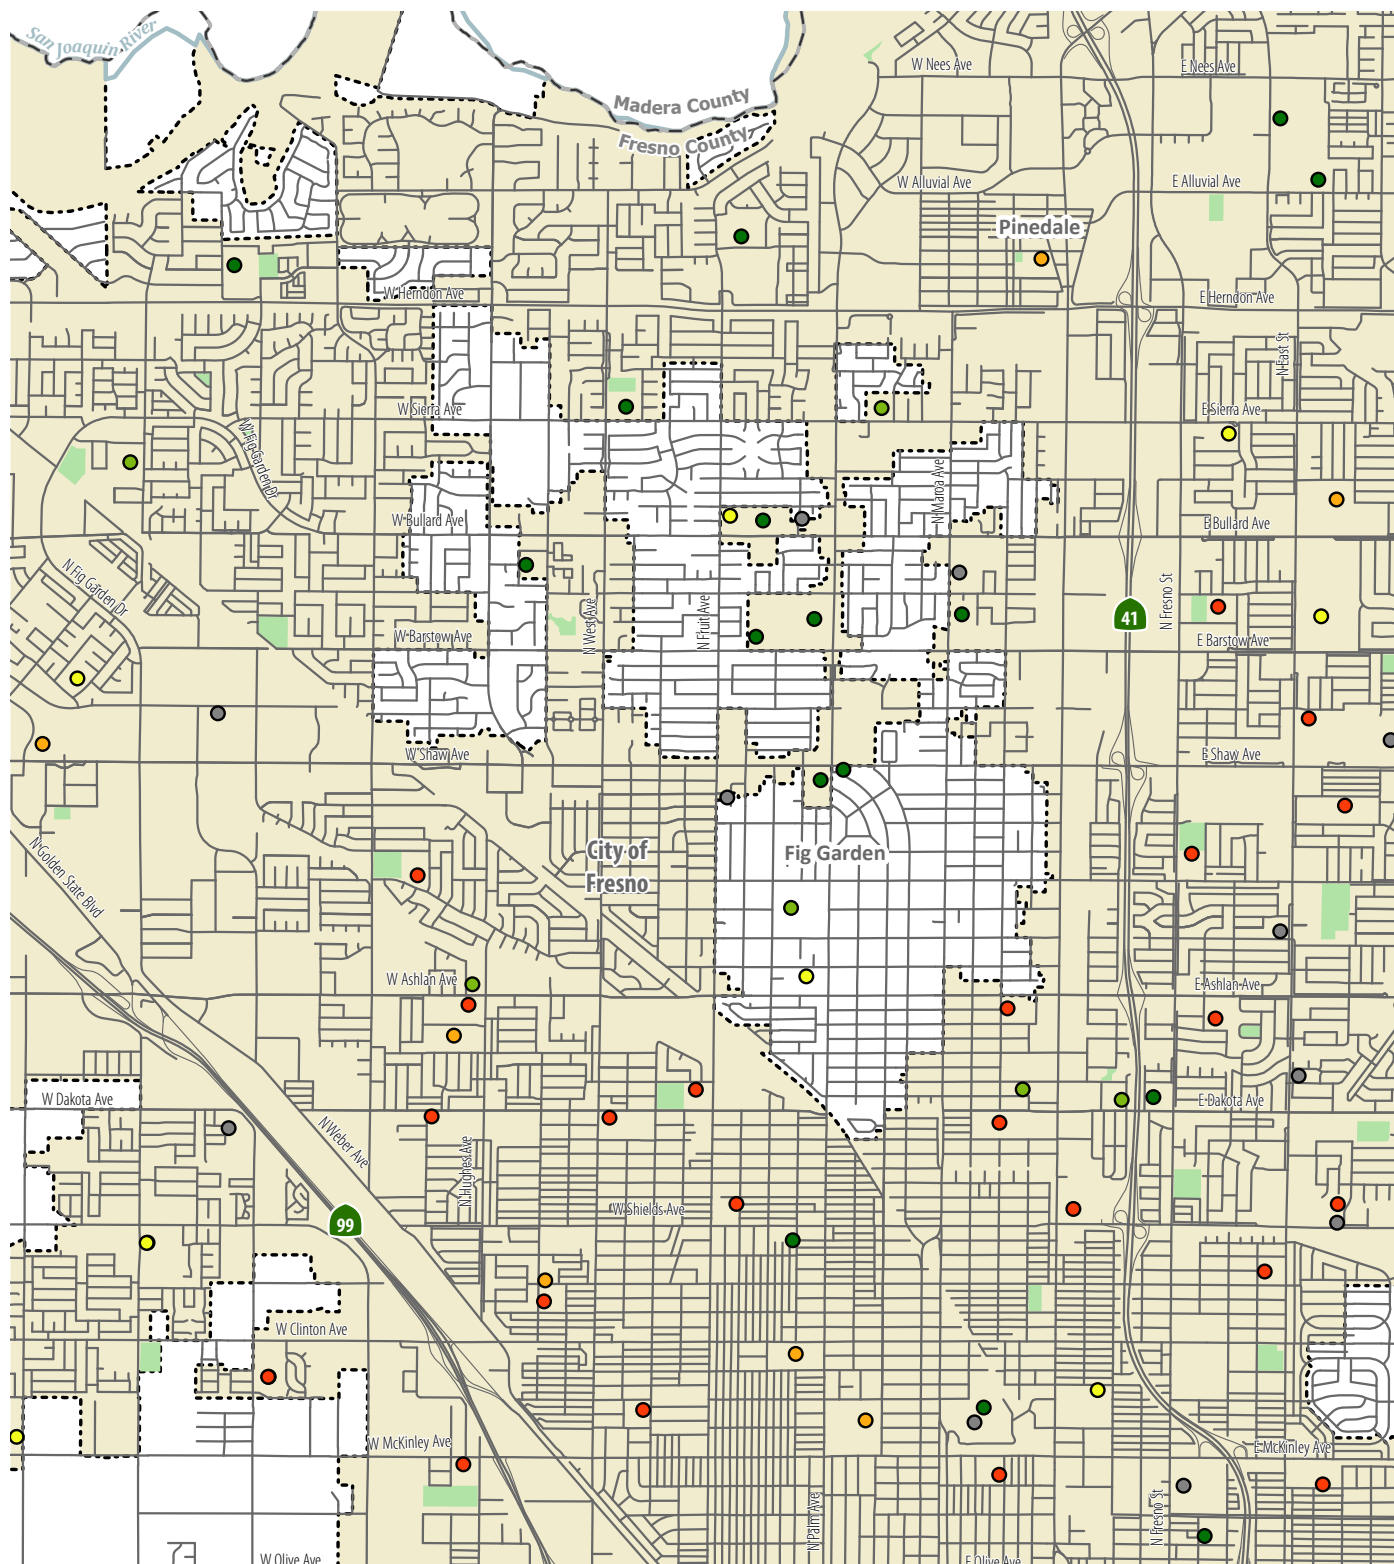 San Joaquin River
W Nees Ave
E Nees Ave
Madera County
Fresno County
W Alluvial Ave
E Alluvial Ave
Pinedale
W Herndon Ave
E Herndon Ave
N East St
W Sierra Ave
E Sierra Ave
W Fig Garden Dr
N Maroa Ave
W Bullard Ave
E Bullard Ave
N Fig Garden Dr
N West Ave
N Fruit Ave
N Fresno St
41
W Barstow Ave
E Barstow Ave
W Shaw Ave
E Shaw Ave
City of
Fresno
Fig Garden
N Golden State Blvd
W Ashlan Ave
E Ashlan Ave
W Dakota Ave
E Dakota Ave
N Weber Ave
N Hughes Ave
W Shields Ave
99
W Clinton Ave
W McKinley Ave
E McKinley Ave
N Palm Ave
N Fresno St
W Olive Ave
E Olive Ave